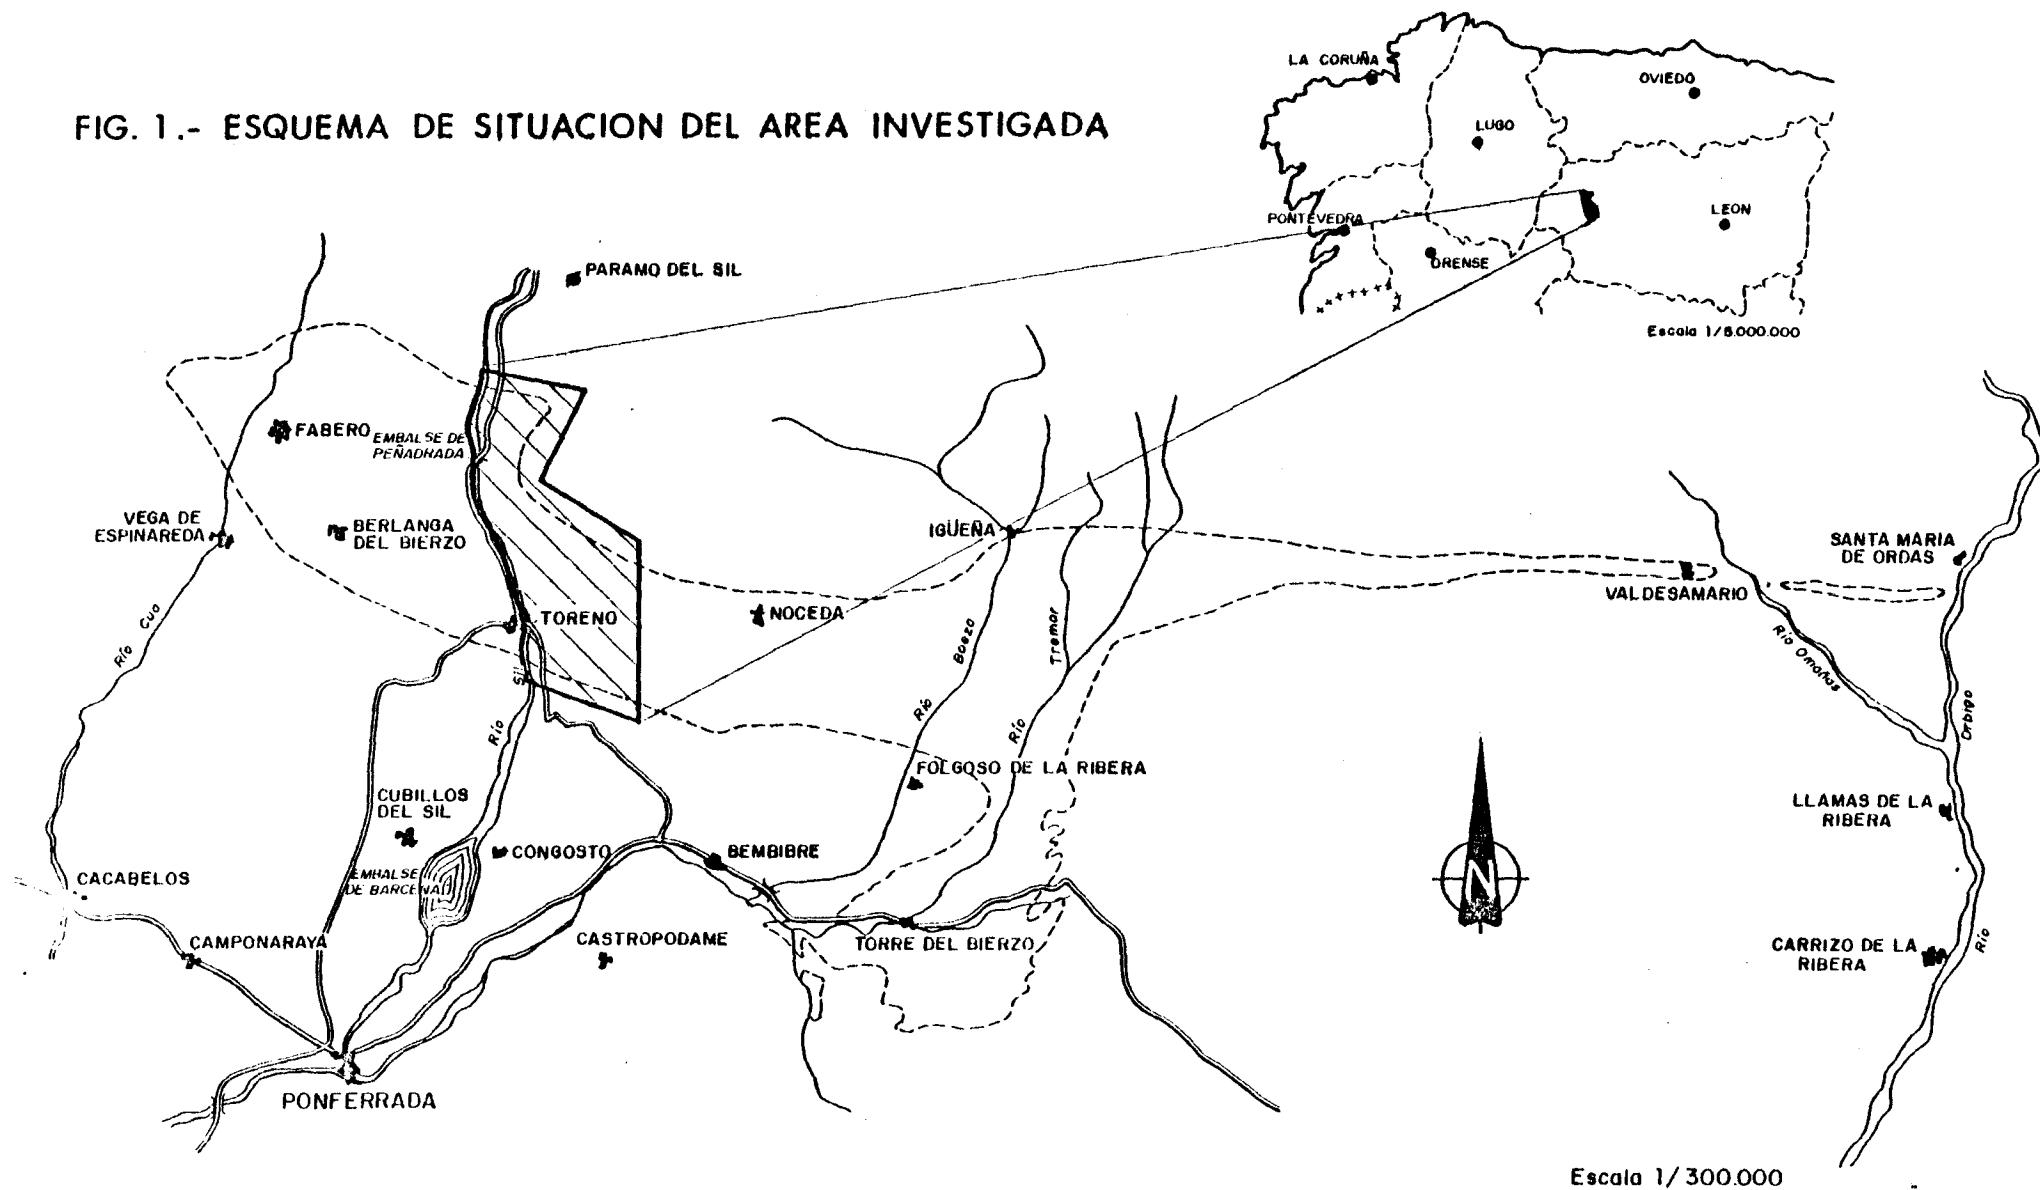 FIG. 1.- ESQUEMA DE SITUACION DEL AREA INVESTIGADA
LA CORUÑA
OVIEDO
LUGO
PONTEVEDRA
LEON
ORENSE
Escala 1/6.000.000
PARAMO DEL SIL
FABERO
EMBALSE DE
PEÑADRADA
VEGA DE
ESPINAREDA
BERLANGA
DEL BIERZO
IGÜEÑA
SANTA MARIA
DE ORDAS
VALDESAMARIO
TORENO
NOCEDA
Río Cua
Río Boezo
Río Tremor
Río Omañas
Río Orbigo
Río Sil
FOLGOSO DE LA RIBERA
CUBILLOS
DEL SIL
LLAMAS DE LA
RIBERA
CONGOSTO
BEMBIBRE
EMBALSE
DE BARCENA
CACABELOS
CAMPONARAYA
CASTROPODAME
TORRE DEL BIERZO
N
CARRIZO DE LA
RIBERA
PONFERRADA
Escala 1/300.000